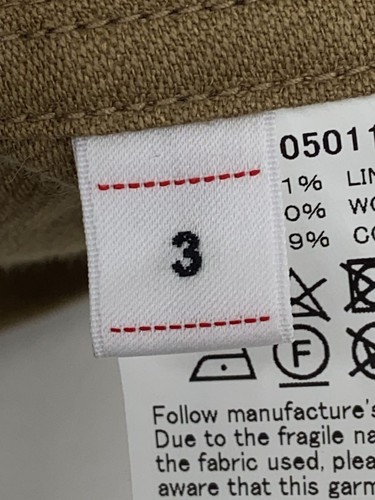 05011
3
1% LIN
0% WO
9% CO
F
Follow manufacture's
Due to the fragile na
the fabric used, plea
aware that this garm